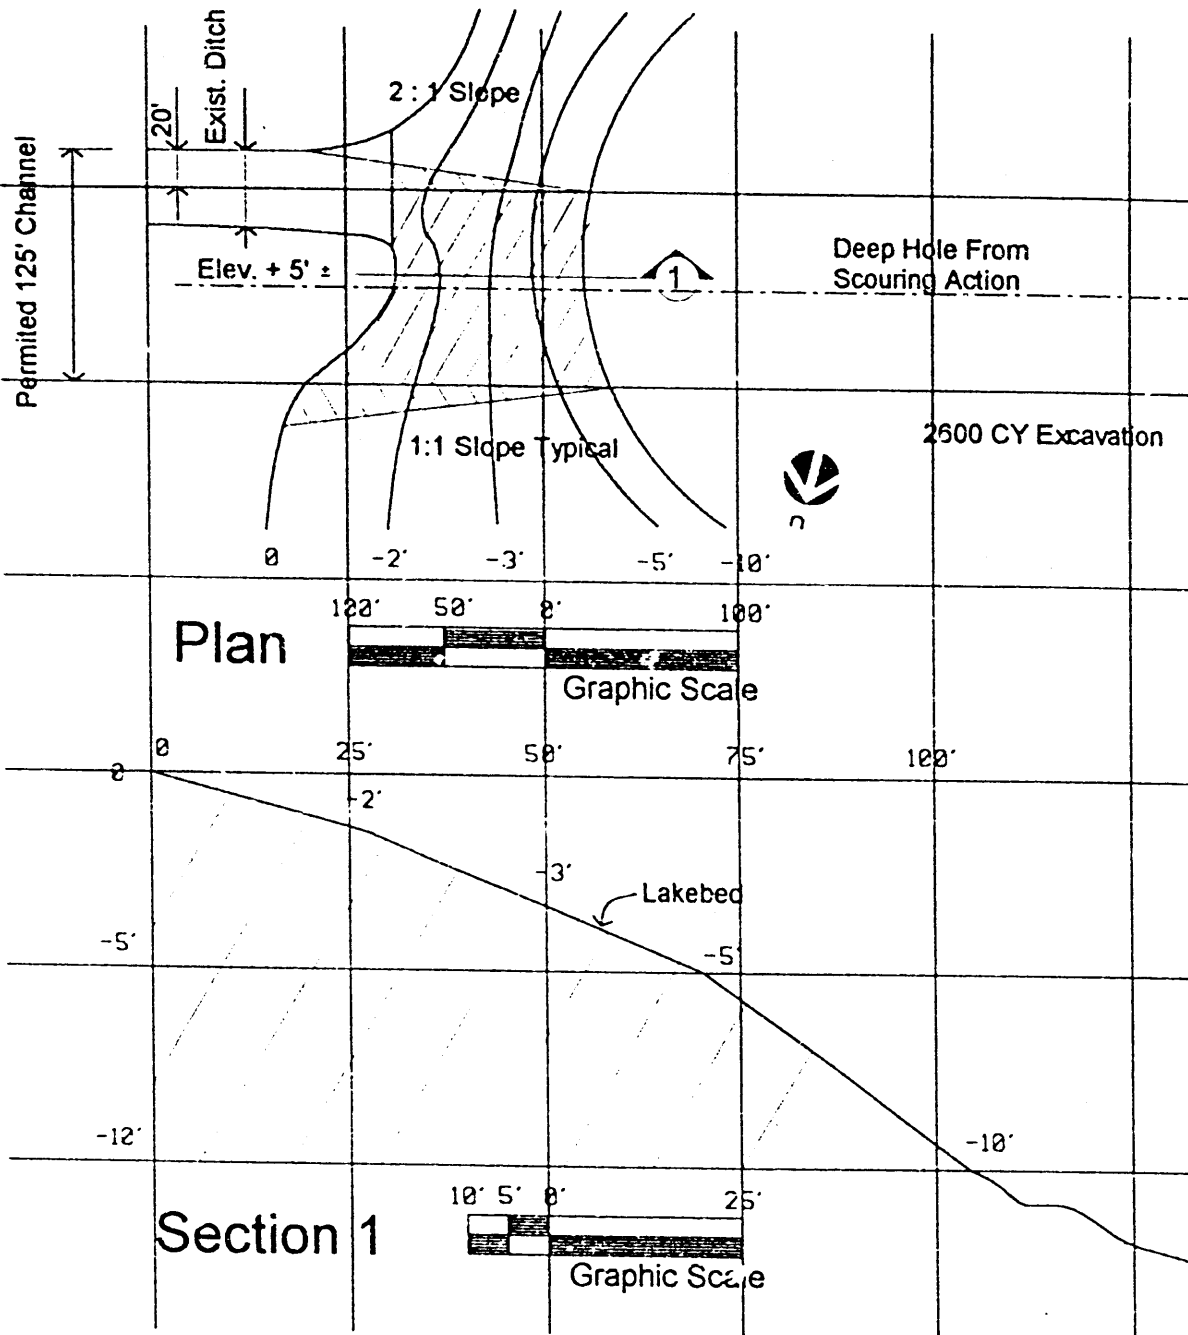 20'
Exist. Ditch
2 : 1 Slope
Permited 125' Channel
Elev. + 5' ±
1
Deep Hole From
Scouring Action
1:1 Slope Typical
2600 CY Excavation
n
0 -2' -3' -5' -10'
100' 50' 0' 100'
Plan
Graphic Scale
0 25' 50' 75' 100'
0
-2'
-3'
Lakebed
-5'
-5'
-10'
-10'
10' 5' 0' 25'
Section 1
Graphic Scale